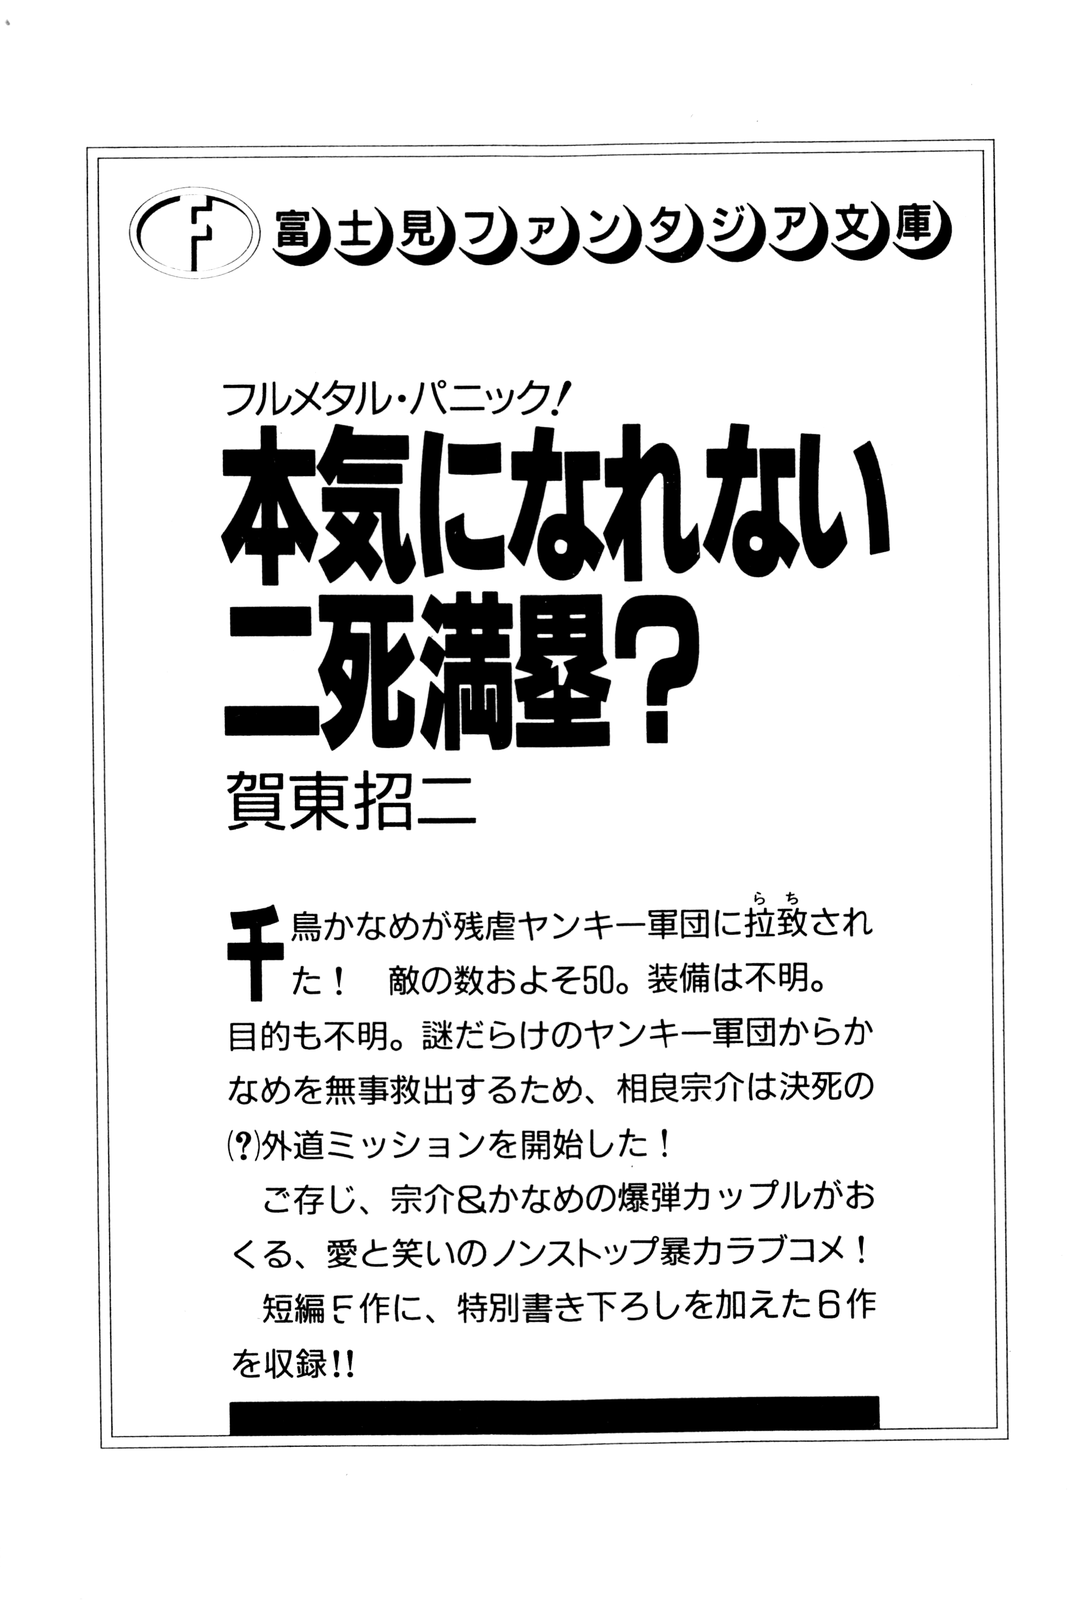 富士見ファンタジア文庫
フルメタル・パニック!
本気になれない
二死満塁?
賀東招二
千鳥かなめが残虐ヤンキー軍団に拉致され
た! 敵の数およそ50。装備は不明。
目的も不明。謎だらけのヤンキー軍団からか
なめを無事救出するため、相良宗介は決死の
(?)外道ミッションを開始した!
ご存じ、宗介&かなめの爆弾カップルがお
くる、愛と笑いのノンストップ暴力ラブコメ!
短編5作に、特別書き下ろしを加えた6作
を収録!!